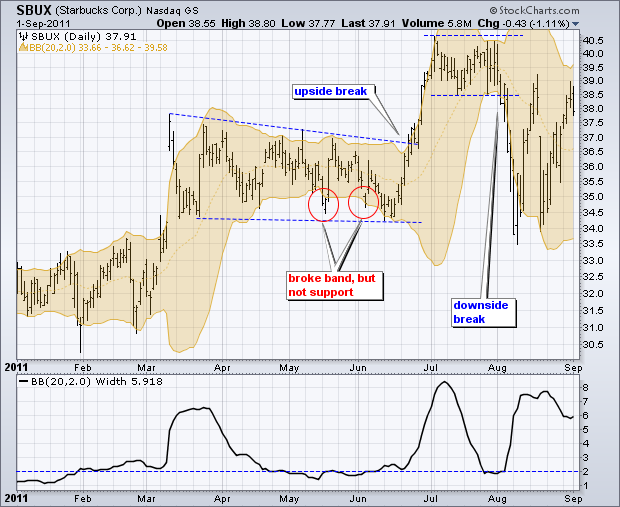 SBUX (Starbucks Corp.) Nasdaq GS
© StockCharts.com
1-Sep-2011
Open 38.55 High 38.80 Low 37.77 Last 37.91 Volume 5.8M Chg -0.43 (-1.11%)
SBUX (Daily) 37.91
BB(20,2.0) 33.66 - 36.62 - 39.58
40.5
40.0
39.5
39.0
38.5
38.0
37.5
37.0
36.5
36.0
35.5
35.0
34.5
34.0
33.5
33.0
32.5
32.0
31.5
31.0
30.5
upside break
broke band, but
not support
downside
break
2011 Feb Mar Apr May Jun Jul Aug Sep
BB(20,2.0) Width 5.918
8
7
6
5
4
3
2
1
2011 Feb Mar Apr May Jun Jul Aug Sep